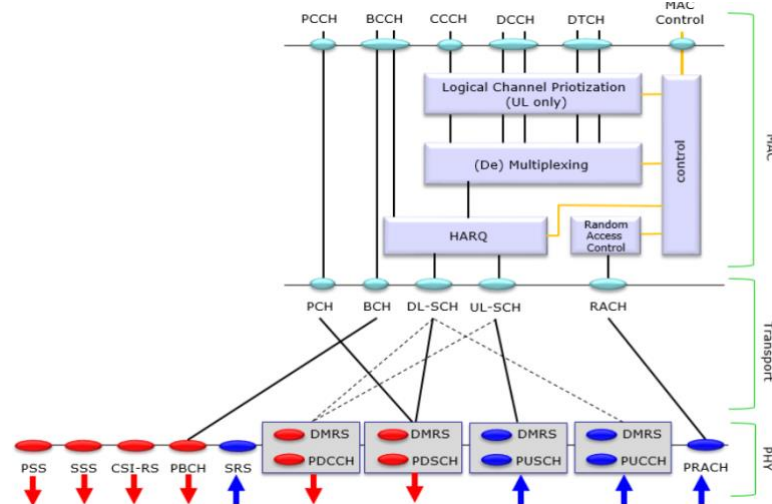 PCCH BCCH CCCH DCCH DTCH MAC Control
Logical Channel Priotization
(UL only)
(De) Multiplexing
control
HARQ
Random
Access
Control
MAC
PCH BCH DL-SCH UL-SCH RACH
Transport
DMRS DMRS DMRS DMRS
PSS SSS CSI-RS PBCH SRS PDCCH PDSCH PUSCH PUCCH PRACH
PHY